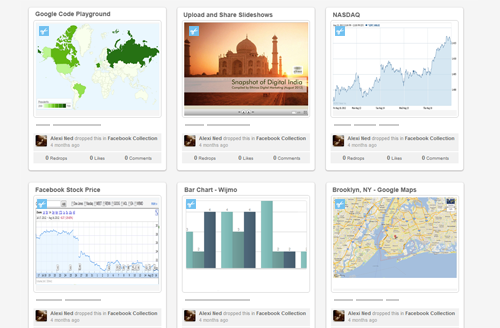 Google Code Playground
Upload and Share Slideshows
NASDAQ
Snapshot of Digital India
Alexi Ned dropped this in Facebook Collection
4 months ago
Alexi Ned dropped this in Facebook Collection
4 months ago
Alexi Ned dropped this in Facebook Collection
4 months ago
0 Redrops 0 Likes 0 Comments
0 Redrops 0 Likes 0 Comments
0 Redrops 0 Likes 0 Comments
Facebook Stock Price
Bar Chart - Wijmo
Brooklyn, NY - Google Maps
Alexi Ned dropped this in Facebook Collection
4 months ago
Alexi Ned dropped this in Facebook Collection
4 months ago
Alexi Ned dropped this in Facebook Collection
4 months ago